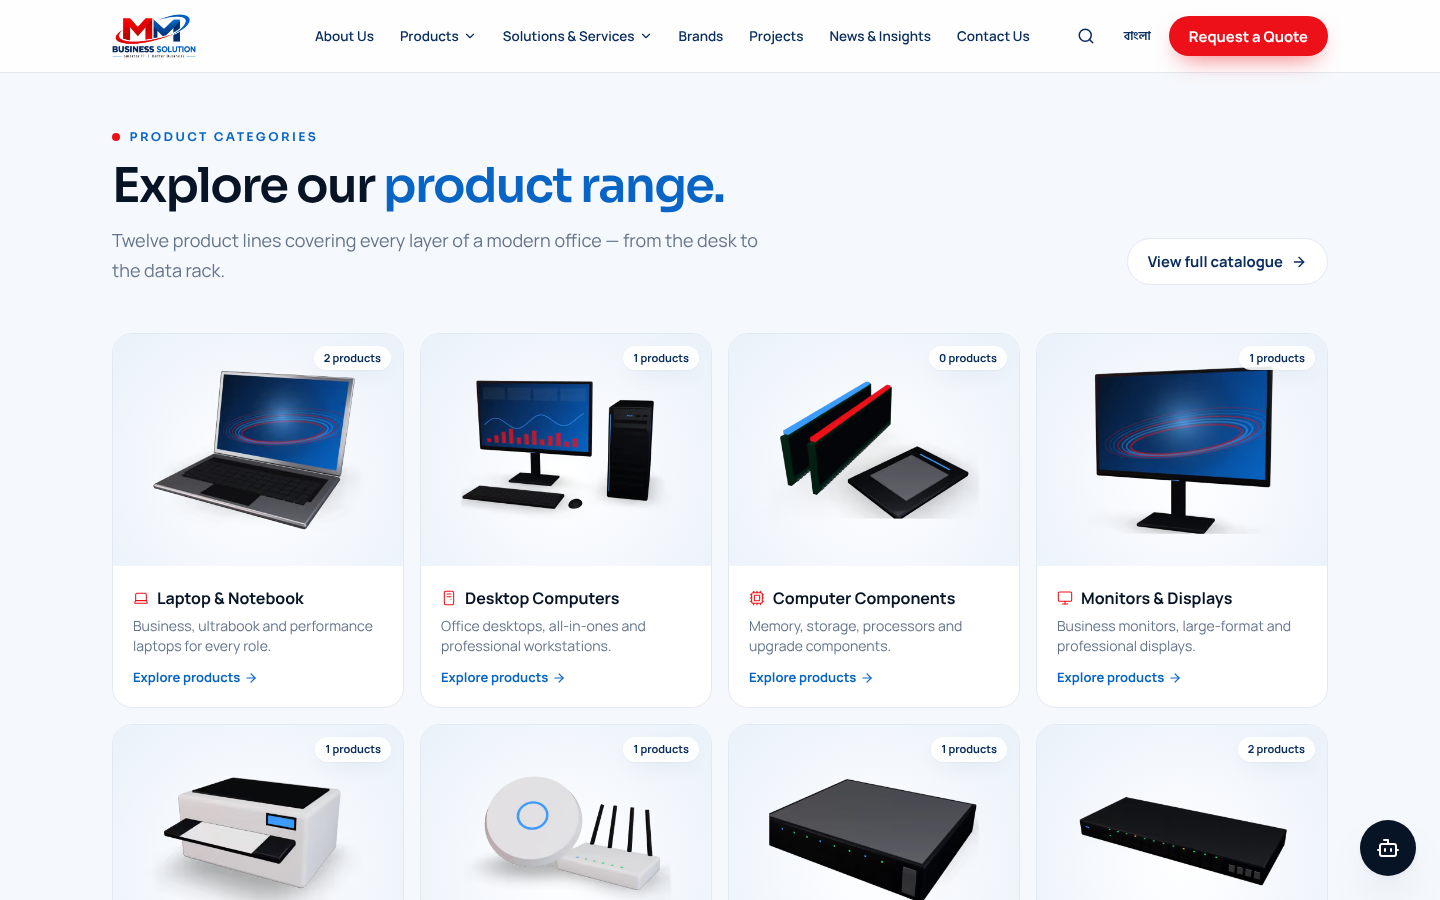 MM
BUSINESS SOLUTION
About Us
Products
Solutions & Services
Brands
Projects
News & Insights
Contact Us
বাংলা
Request a Quote
PRODUCT CATEGORIES
Explore our product range.
Twelve product lines covering every layer of a modern office — from the desk to
the data rack.
View full catalogue
2 products
1 products
0 products
1 products
Laptop & Notebook
Business, ultrabook and performance
laptops for every role.
Explore products
Desktop Computers
Office desktops, all-in-ones and
professional workstations.
Explore products
Computer Components
Memory, storage, processors and
upgrade components.
Explore products
Monitors & Displays
Business monitors, large-format and
professional displays.
Explore products
1 products
1 products
1 products
2 products